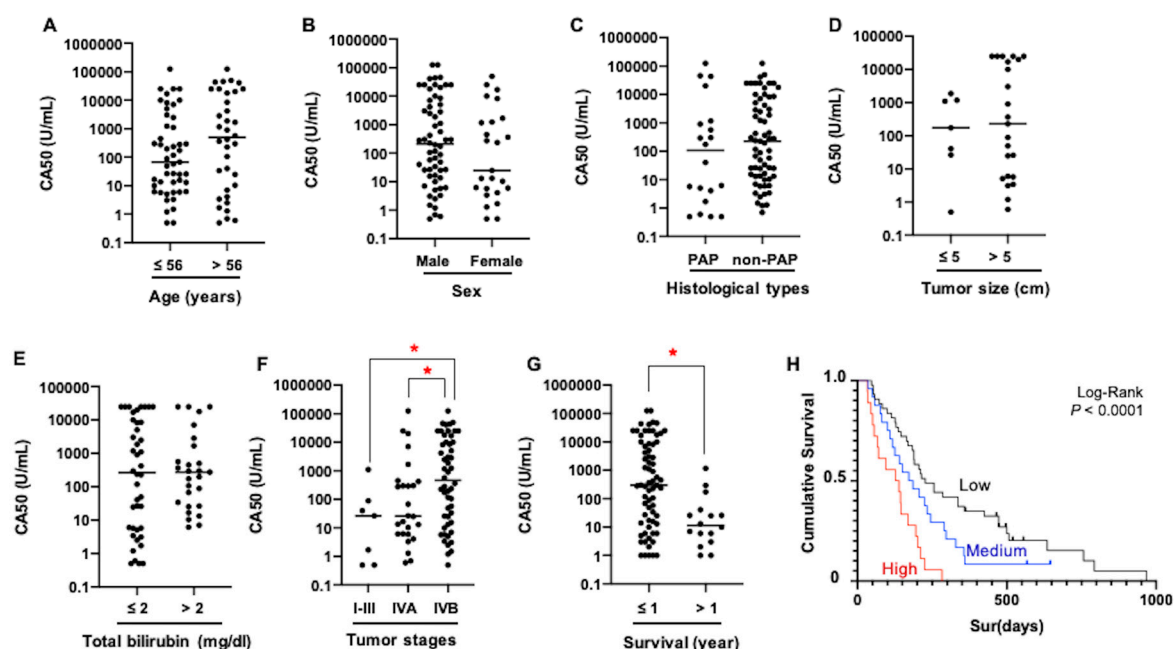 A
CA50 (U/mL)
1000000
100000
10000
1000
100
10
1
0.1
≤ 56
> 56
Age (years)
B
CA50 (U/mL)
1000000
100000
10000
1000
100
10
1
0.1
Male
Female
Sex
C
CA50 (U/mL)
1000000
100000
10000
1000
100
10
1
0.1
PAP
non-PAP
Histological types
D
CA50 (U/mL)
1000000
100000
10000
1000
100
10
1
0.1
≤ 5
> 5
Tumor size (cm)
E
CA50 (U/mL)
100000
10000
1000
100
10
1
0.1
≤ 2
> 2
Total bilirubin (mg/dl)
F
CA50 (U/mL)
1000000
100000
10000
1000
100
10
1
0.1
*
*
I-III
IVA
IVB
Tumor stages
G
CA50 (U/mL)
1000000
100000
10000
1000
100
10
1
0.1
*
≤ 1
> 1
Survival (year)
H
Cumulative Survival
1.0
0.5
0
Log-Rank
P < 0.0001
Low
Medium
High
0
500
1000
Sur(days)